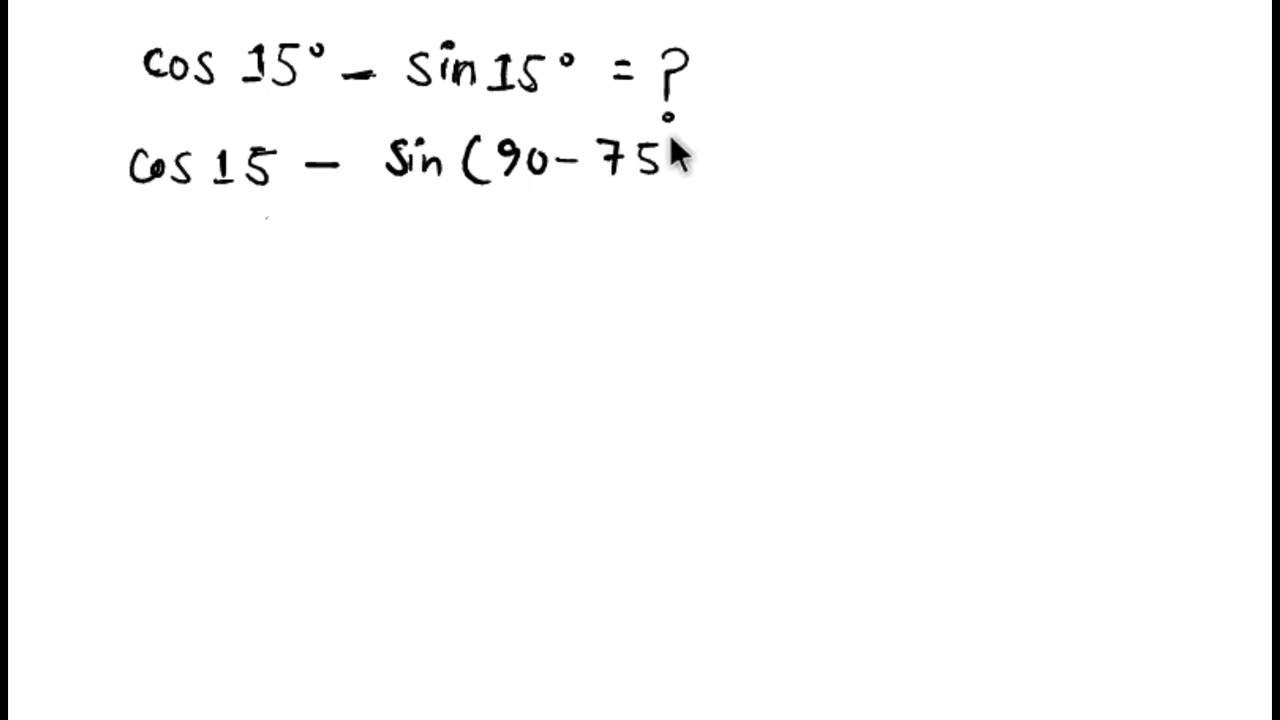 cos 15° - sin 15° = ?
cos 15 - sin (90 - 75